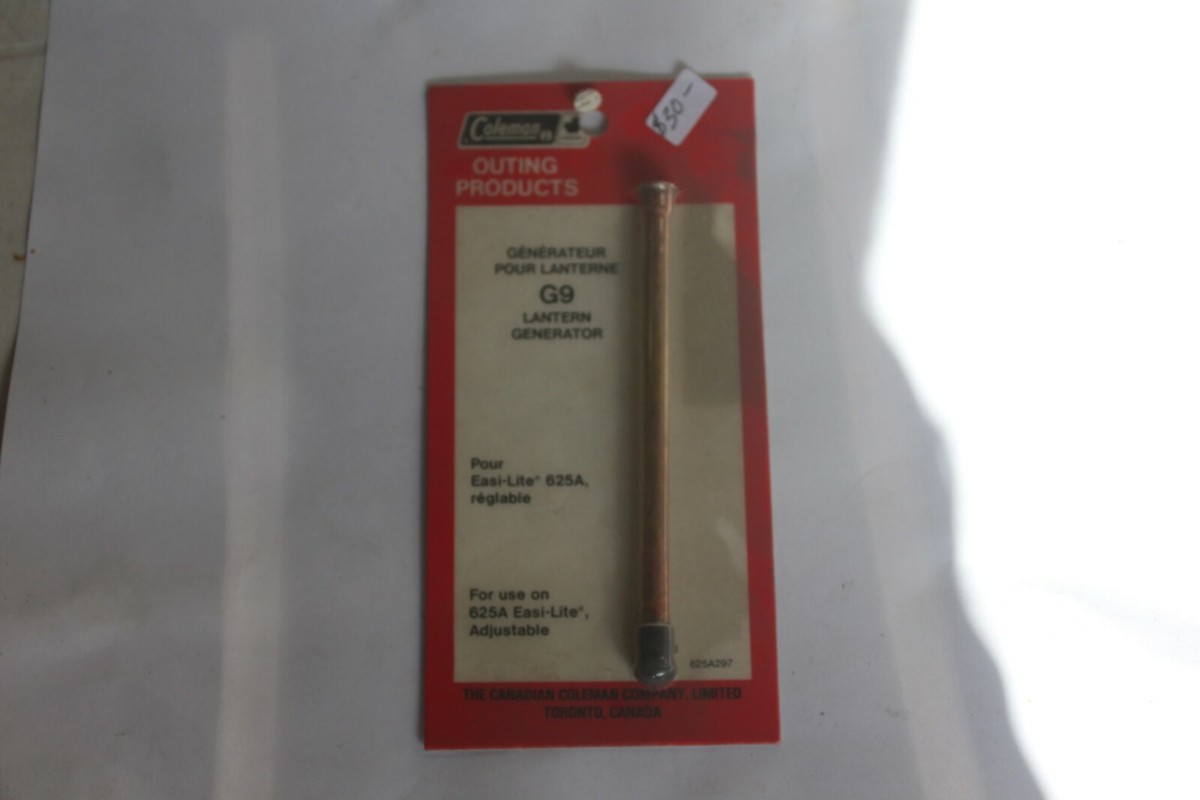 $30-
Coleman
OUTING
PRODUCTS
GÉNÉRATEUR
POUR LANTERNE
G9
LANTERN
GENERATOR
Pour
Easi-Lite* 625A,
réglable
For use on
625A Easi-Lite*,
Adjustable
625A297
THE CANADIAN COLEMAN COMPANY, LIMITED
TORONTO, CANADA